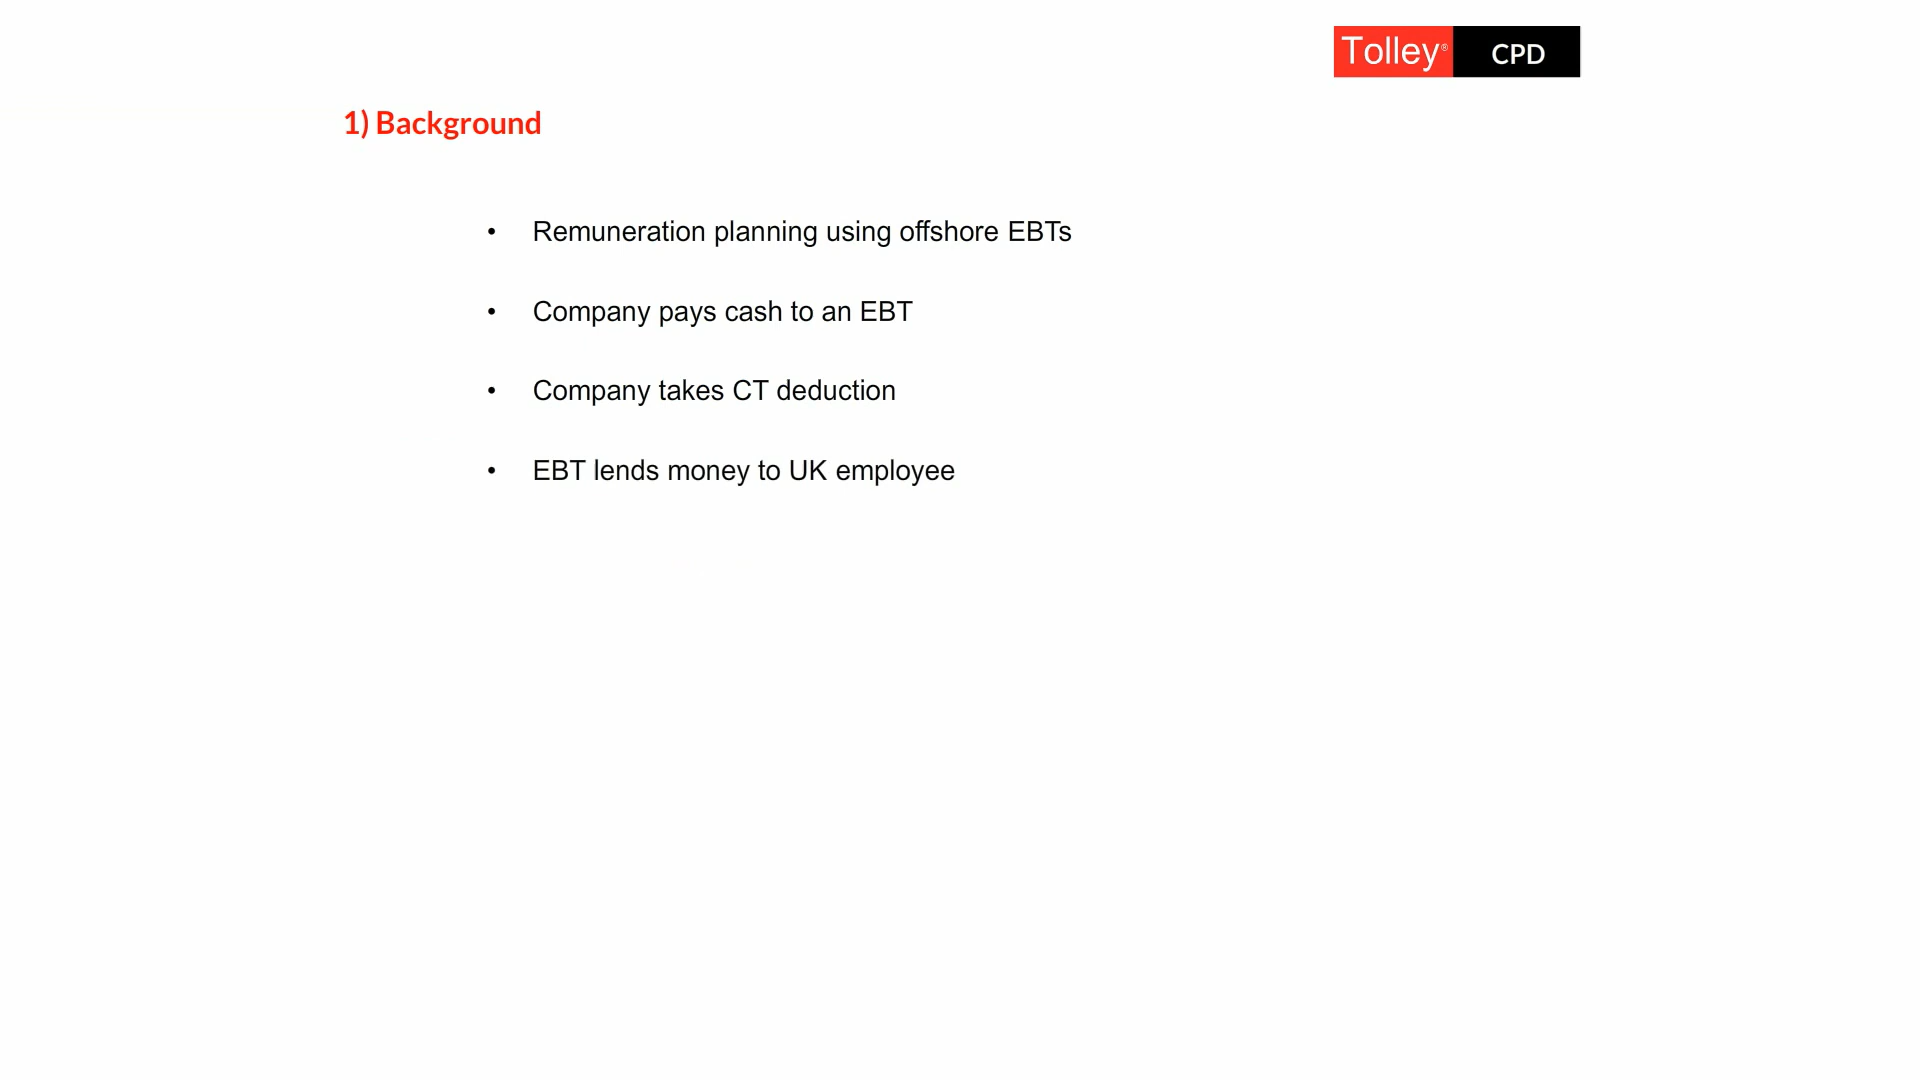 Tolley® CPD
1) Background
• Remuneration planning using offshore EBTs
• Company pays cash to an EBT
• Company takes CT deduction
• EBT lends money to UK employee